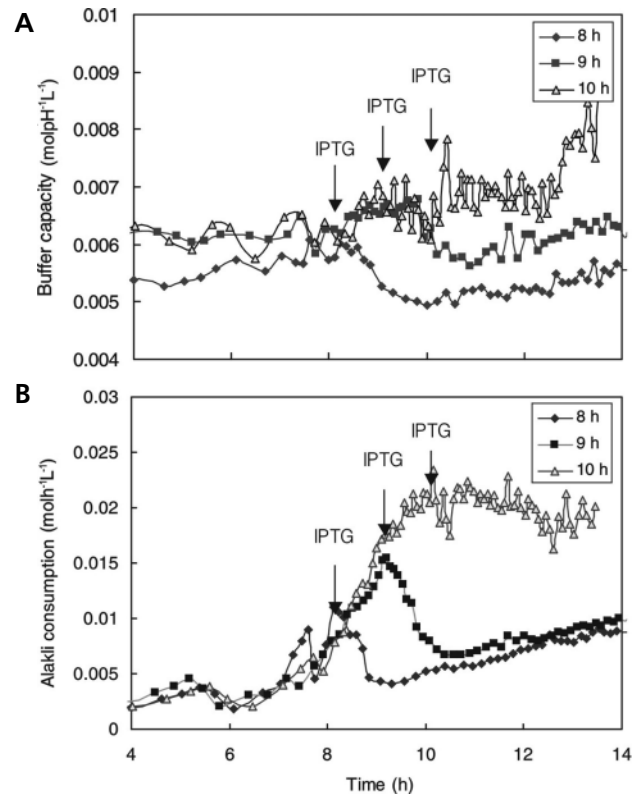 A
0.01
0.009
0.008
0.007
0.006
0.005
0.004
Buffer capacity (molpH⁻¹L⁻¹)
IPTG
IPTG
IPTG
8 h
9 h
10 h
B
0.03
0.025
0.02
0.015
0.01
0.005
0
Alakli consumption (molh⁻¹L⁻¹)
IPTG
IPTG
IPTG
8 h
9 h
10 h
4 6 8 10 12 14
Time (h)